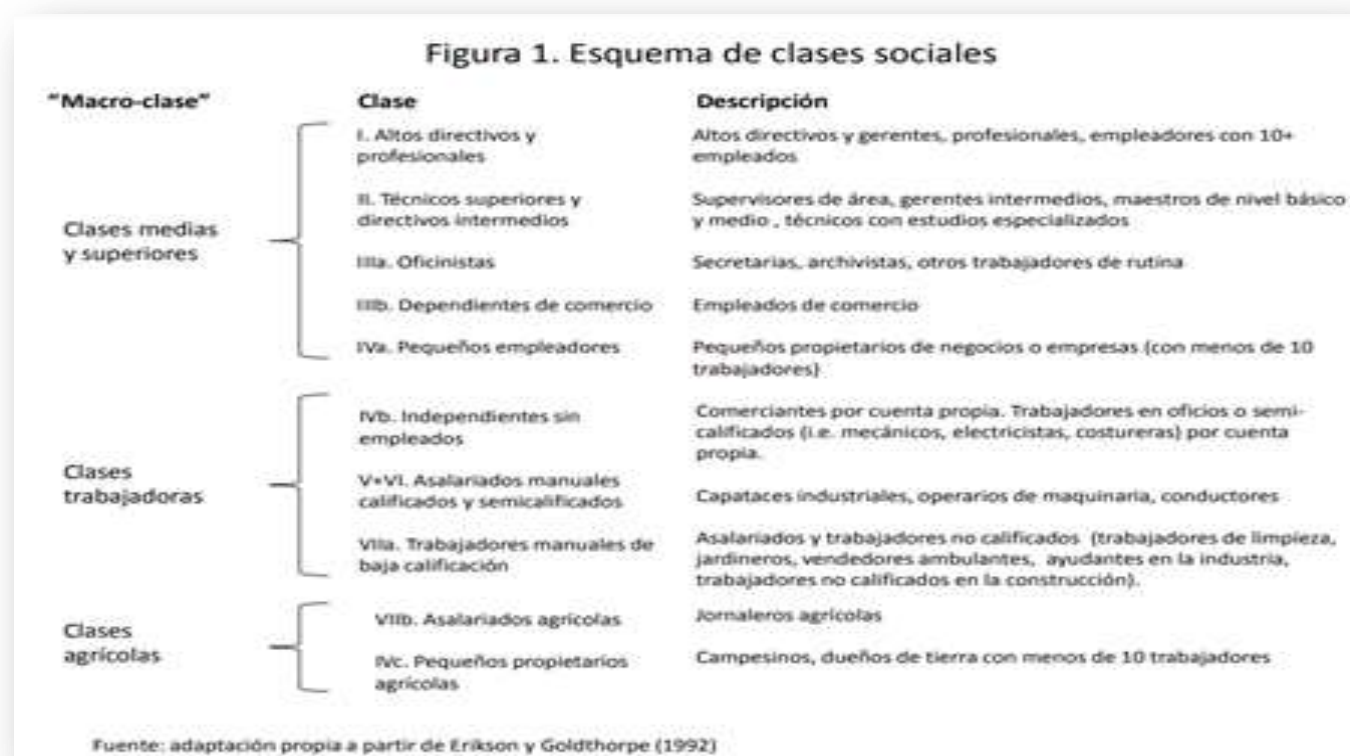 Figura 1. Esquema de clases sociales
"Macro-clase" Clase Descripción
I. Altos directivos y
profesionales
Altos directivos y gerentes, profesionales, empleadores con 10+
empleados
II. Técnicos superiores y
directivos intermedios
Supervisores de área, gerentes intermedios, maestros de nivel básico
y medio , técnicos con estudios especializados
Clases medias
y superiores
IIIa. Oficinistas
Secretarias, archivistas, otros trabajadores de rutina
IIIb. Dependientes de comercio
Empleados de comercio
IVa. Pequeños empleadores
Pequeños propietarios de negocios o empresas (con menos de 10
trabajadores)
IVb. Independientes sin
empleados
Comerciantes por cuenta propia. Trabajadores en oficios o semi-
calificados (i.e. mecánicos, electricistas, costureras) por cuenta
propia.
Clases
trabajadoras
V+VI. Asalariados manuales
calificados y semicalificados
Capataces industriales, operarios de maquinaria, conductores
VIIa. Trabajadores manuales de
baja calificación
Asalariados y trabajadores no calificados (trabajadores de limpieza,
jardineros, vendedores ambulantes, ayudantes en la industria,
trabajadores no calificados en la construcción).
Clases
agrícolas
VIIb. Asalariados agrícolas
Jornaleros agrícolas
IVc. Pequeños propietarios
agrícolas
Campesinos, dueños de tierra con menos de 10 trabajadores
Fuente: adaptación propia a partir de Erikson y Goldthorpe (1992)